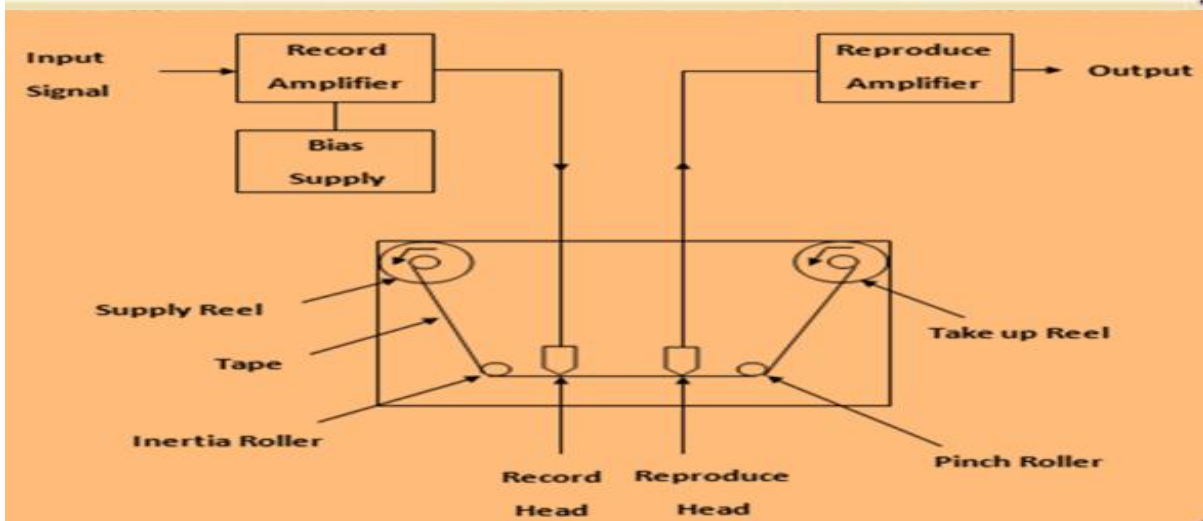 Input
Signal
Record
Amplifier
Bias
Supply
Reproduce
Amplifier
Output
Supply Reel
Tape
Inertia Roller
Record
Head
Reproduce
Head
Take up Reel
Pinch Roller